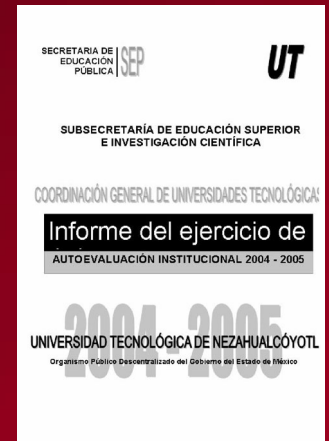 SECRETARIA DE
EDUCACIÓN
PÚBLICA
SEP
UT
SUBSECRETARÍA DE EDUCACIÓN SUPERIOR
E INVESTIGACIÓN CIENTÍFICA
COORDINACIÓN GENERAL DE UNIVERSIDADES TECNOLÓGICAS
Informe del ejercicio de
AUTOEVALUACIÓN INSTITUCIONAL 2004 - 2005
2004 - 2005
UNIVERSIDAD TECNOLÓGICA DE NEZAHUALCÓYOTL
Organismo Público Descentralizado del Gobierno del Estado de México